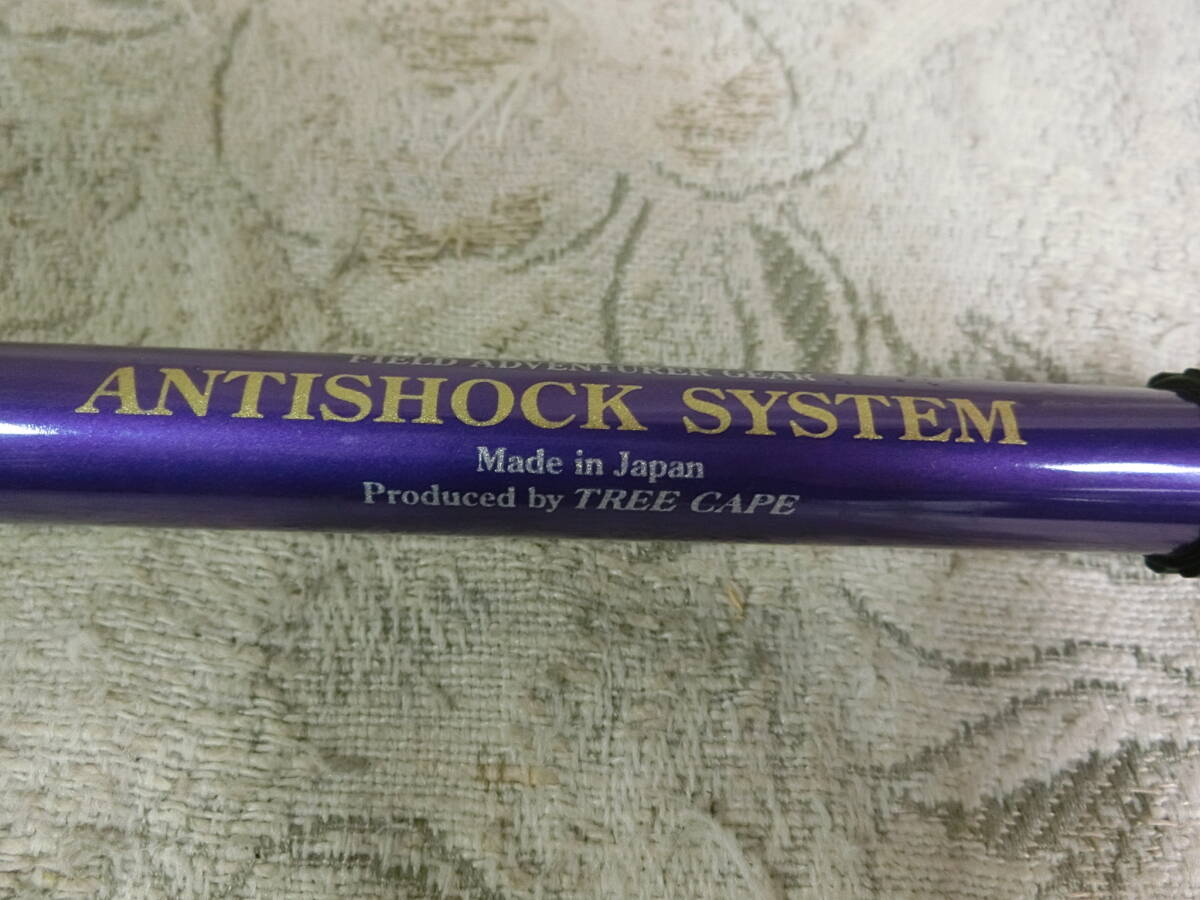 FIELD ADVENTURER GEAR
ANTISHOCK SYSTEM
Made in Japan
Produced by TREE CAPE